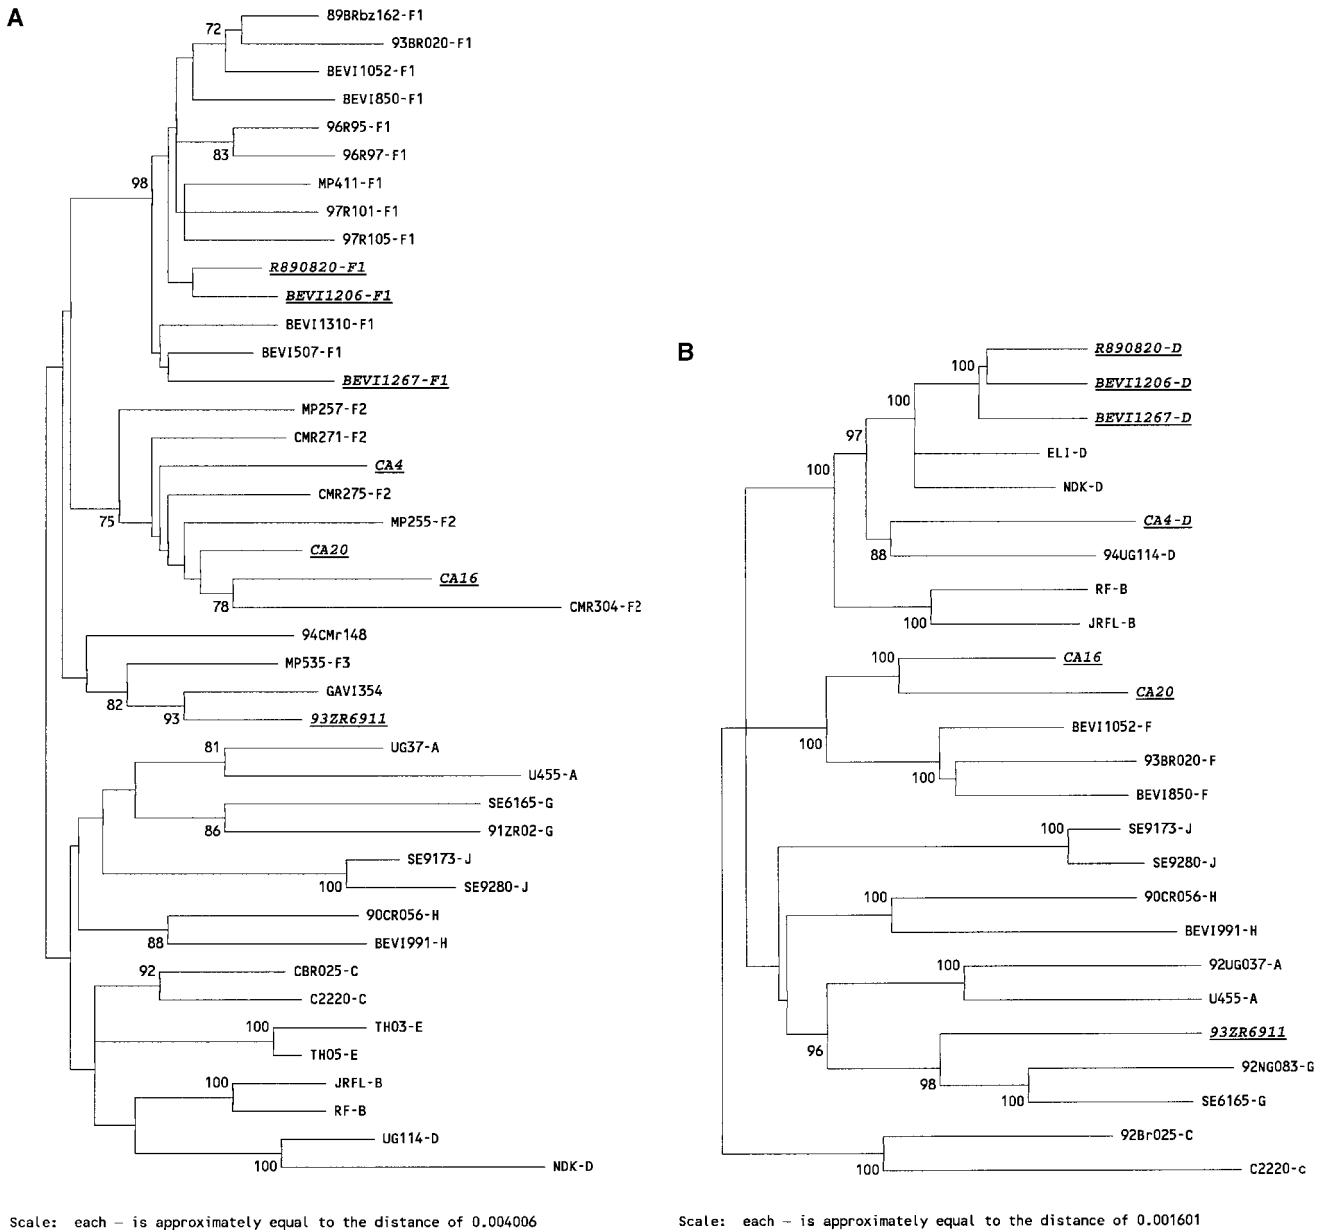 A
72
89BRbz162-F1
93BR020-F1
BEVI1052-F1
BEVI850-F1
96R95-F1
83
96R97-F1
98
MP411-F1
97R101-F1
97R105-F1
R890820-F1
BEVI1206-F1
BEVI1310-F1
BEVI507-F1
BEVI1267-F1
MP257-F2
CMR271-F2
CA4
CMR275-F2
75
MP255-F2
CA20
CA16
78
CMR304-F2
94CMr148
MP535-F3
82
GAVI354
93
93ZR6911
81
UG37-A
U455-A
SE6165-G
86
91ZR02-G
SE9173-J
100
SE9280-J
90CR056-H
88
BEVI991-H
92
CBR025-C
C2220-C
100
TH03-E
TH05-E
100
JRFL-B
RF-B
UG114-D
100
NDK-D
Scale: each — is approximately equal to the distance of 0.004006
B
R890820-D
100
BEVI1206-D
100
BEVI1267-D
97
ELI-D
100
NDK-D
CA4-D
88
94UG114-D
RF-B
100
JRFL-B
100
CA16
CA20
BEVI1052-F
100
93BR020-F
100
BEVI850-F
100
SE9173-J
SE9280-J
100
90CR056-H
BEVI991-H
100
92UG037-A
U455-A
93ZR6911
96
92NG083-G
98
100
SE6165-G
92Br025-C
100
C2220-c
Scale: each — is approximately equal to the distance of 0.001601